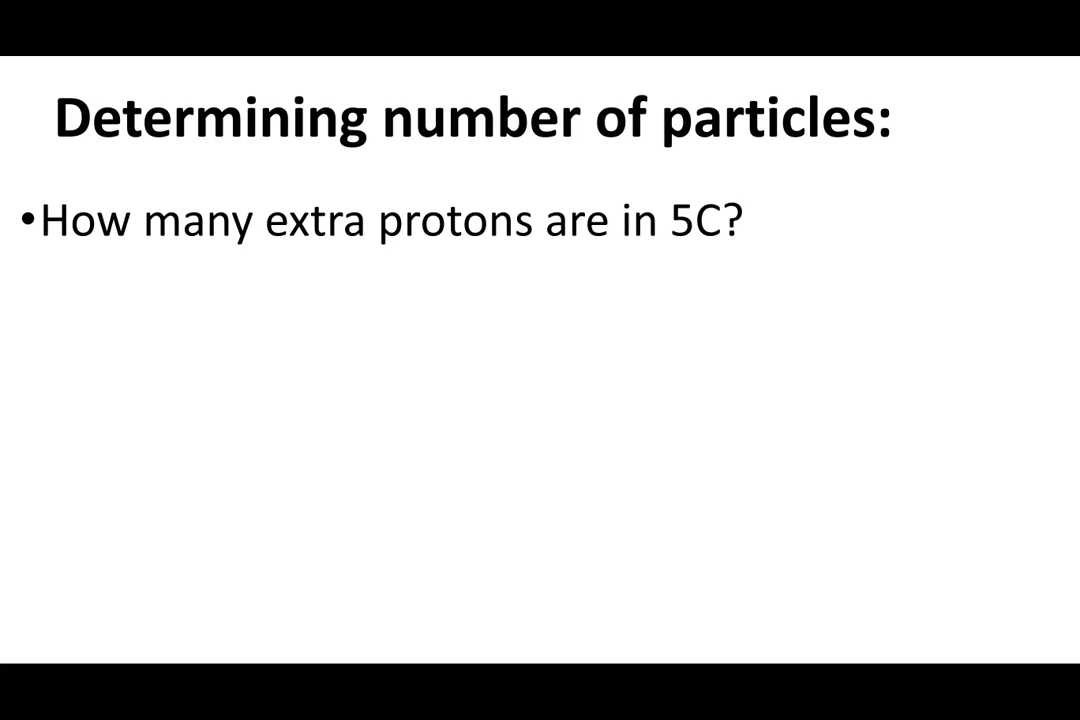 Determining number of particles:
•How many extra protons are in 5C?